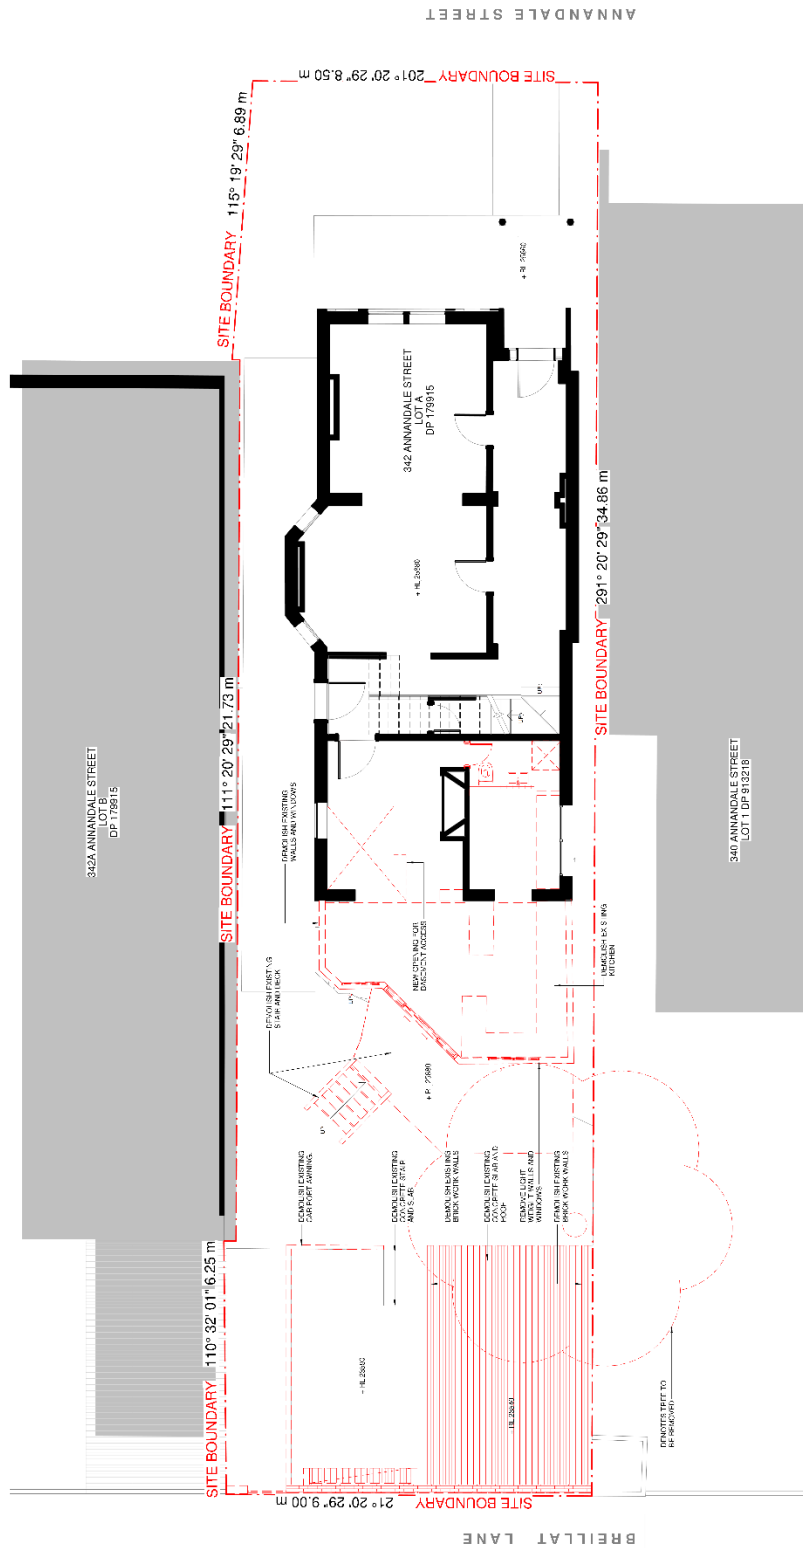 ANNANDALE STREET
SITE BOUNDARY 201° 20' 29" 8.50 m
SITE BOUNDARY 115° 19' 29" 6.89 m
342 ANNANDALE STREET
LOT A
DP 179915
SITE BOUNDARY 291° 20' 29" 34.86 m
SITE BOUNDARY 111° 20' 29" 21.73 m
342A ANNANDALE STREET
LOT B
DP 179915
340 ANNANDALE STREET
LOT 1 DP 913218
DEMOLISH EXISTING
WALLS AND WINDOWS
NEW OPENING FOR
BASEMENT ACCESS
DEMOLISH EXISTING
KITCHEN
DEMOLISH EXISTING
STAIR AND DECK
UP
DEMOLISH EXISTING
CAR PORT AWNING.
DEMOLISH EXISTING
CONCRETE STAIR
AND SLAB
DEMOLISH EXISTING
BRICK WORK WALLS
DEMOLISH EXISTING
CONCRETE SLAB AND
ROOF
REMOVE LIGHT
WEIGHT WALLS AND
WINDOWS
DEMOLISH EXISTING
BRICK WORK WALLS
SITE BOUNDARY 110° 32' 01" 6.25 m
DENOTES TREE TO
BE REMOVED
SITE BOUNDARY 21° 20' 29" 9.00 m
BREILLAT LANE